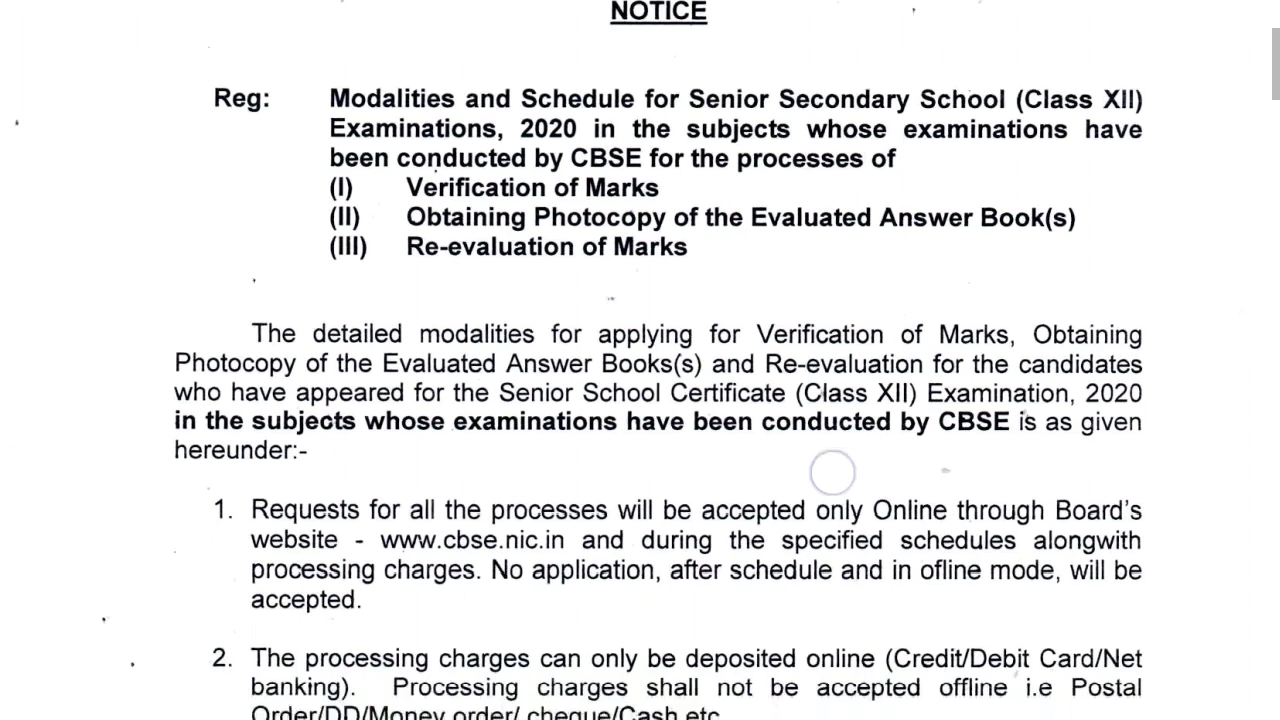 NOTICE
Reg: Modalities and Schedule for Senior Secondary School (Class XII)
Examinations, 2020 in the subjects whose examinations have
been conducted by CBSE for the processes of
(I) Verification of Marks
(II) Obtaining Photocopy of the Evaluated Answer Book(s)
(III) Re-evaluation of Marks
The detailed modalities for applying for Verification of Marks, Obtaining
Photocopy of the Evaluated Answer Books(s) and Re-evaluation for the candidates
who have appeared for the Senior School Certificate (Class XII) Examination, 2020
in the subjects whose examinations have been conducted by CBSE is as given
hereunder:-
1. Requests for all the processes will be accepted only Online through Board's
website - www.cbse.nic.in and during the specified schedules alongwith
processing charges. No application, after schedule and in ofline mode, will be
accepted.
2. The processing charges can only be deposited online (Credit/Debit Card/Net
banking). Processing charges shall not be accepted offline i.e Postal
Order/DD/Money order/ cheque/Cash etc